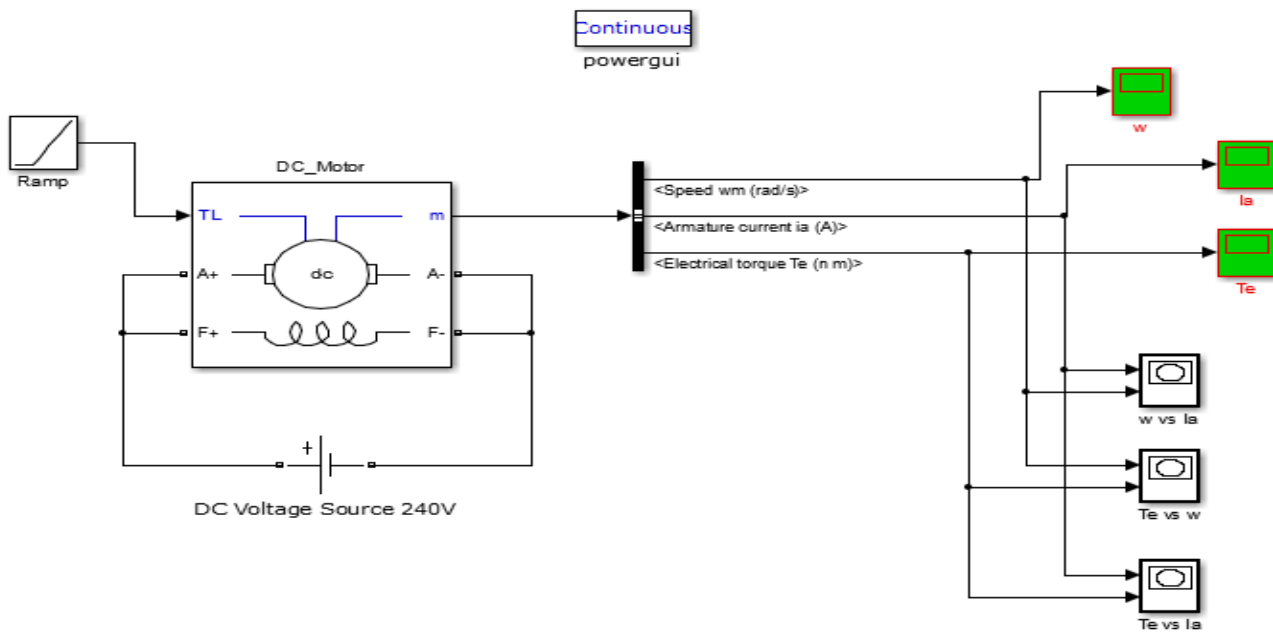 Continuous
powergui
Ramp
DC_Motor
TL
m
A+
dc
A-
F+
F-
+
DC Voltage Source 240V
<Speed wm (rad/s)>
<Armature current ia (A)>
<Electrical torque Te (n m)>
w
Ia
Te
w vs Ia
Te vs w
Te vs Ia